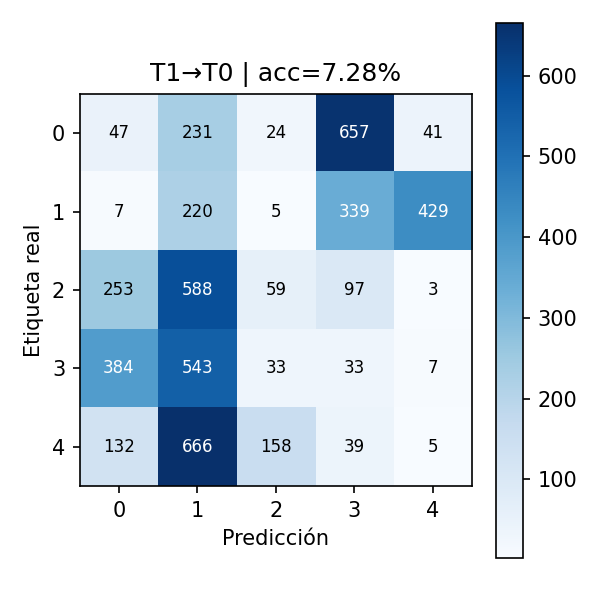 T1→T0 | acc=7.28%
0 47 231 24 657 41
1 7 220 5 339 429
2 253 588 59 97 3
3 384 543 33 33 7
4 132 666 158 39 5
0 1 2 3 4
Predicción
Etiqueta real
600
500
400
300
200
100